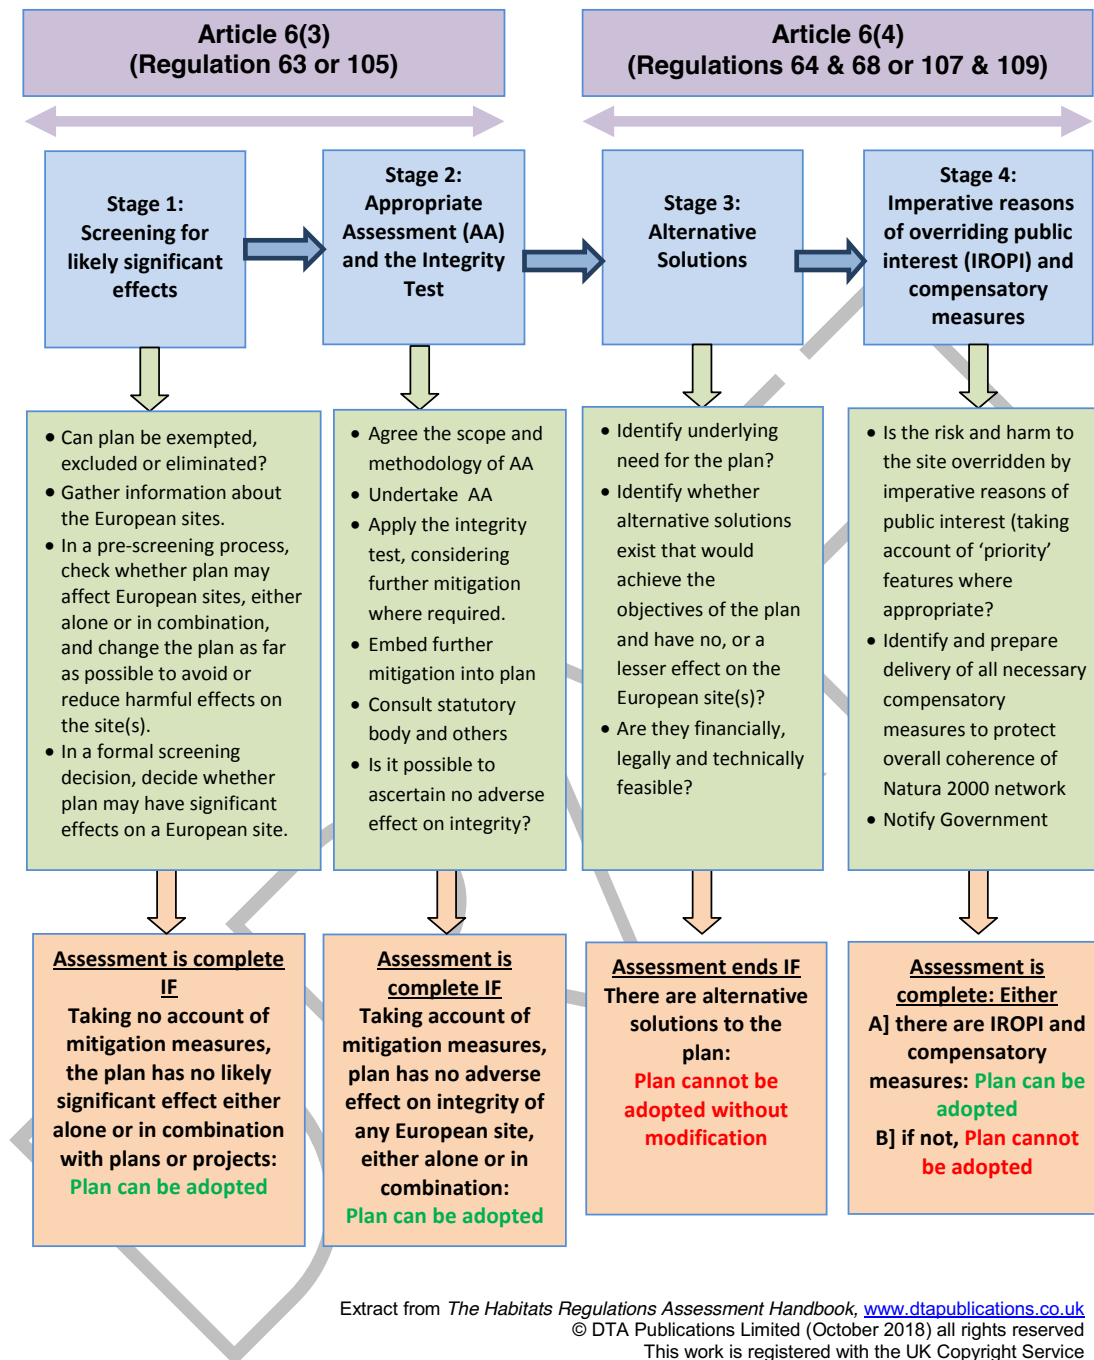 Article 6(3)
(Regulation 63 or 105)
Article 6(4)
(Regulations 64 & 68 or 107 & 109)
Stage 1:
Screening for
likely significant
effects
Stage 2:
Appropriate
Assessment (AA)
and the Integrity
Test
Stage 3:
Alternative
Solutions
Stage 4:
Imperative reasons
of overriding public
interest (IROPI) and
compensatory
measures
• Can plan be exempted,
excluded or eliminated?
• Gather information about
the European sites.
• In a pre-screening process,
check whether plan may
affect European sites, either
alone or in combination,
and change the plan as far
as possible to avoid or
reduce harmful effects on
the site(s).
• In a formal screening
decision, decide whether
plan may have significant
effects on a European site.
• Agree the scope and
methodology of AA
• Undertake AA
• Apply the integrity
test, considering
further mitigation
where required.
• Embed further
mitigation into plan
• Consult statutory
body and others
• Is it possible to
ascertain no adverse
effect on integrity?
• Identify underlying
need for the plan?
• Identify whether
alternative solutions
exist that would
achieve the
objectives of the plan
and have no, or a
lesser effect on the
European site(s)?
• Are they financially,
legally and technically
feasible?
• Is the risk and harm to
the site overridden by
imperative reasons of
public interest (taking
account of ‘priority’
features where
appropriate?
• Identify and prepare
delivery of all necessary
compensatory
measures to protect
overall coherence of
Natura 2000 network
• Notify Government
Assessment is complete
IF
Taking no account of
mitigation measures,
the plan has no likely
significant effect either
alone or in combination
with plans or projects:
Plan can be adopted
Assessment is
complete IF
Taking account of
mitigation measures,
plan has no adverse
effect on integrity of
any European site,
either alone or in
combination:
Plan can be adopted
Assessment ends IF
There are alternative
solutions to the
plan:
Plan cannot be
adopted without
modification
Assessment is
complete: Either
A] there are IROPI and
compensatory
measures: Plan can be
adopted
B] if not, Plan cannot
be adopted
Extract from The Habitats Regulations Assessment Handbook, www.dtapublications.co.uk
© DTA Publications Limited (October 2018) all rights reserved
This work is registered with the UK Copyright Service